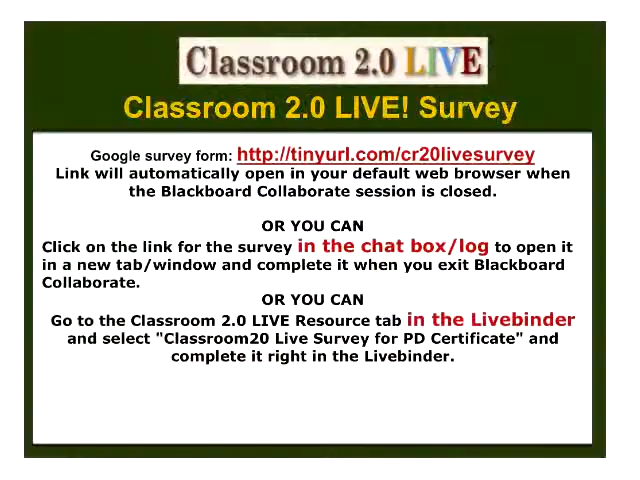 Classroom 2.0 LIVE
Classroom 2.0 LIVE! Survey
Google survey form: http://tinyurl.com/cr20livesurvey
Link will automatically open in your default web browser when
the Blackboard Collaborate session is closed.
OR YOU CAN
Click on the link for the survey in the chat box/log to open it
in a new tab/window and complete it when you exit Blackboard
Collaborate.
OR YOU CAN
Go to the Classroom 2.0 LIVE Resource tab in the Livebinder
and select "Classroom20 Live Survey for PD Certificate" and
complete it right in the Livebinder.